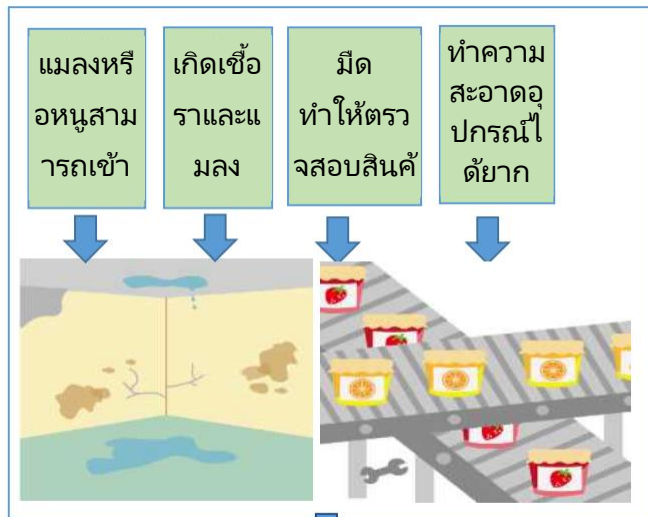 แมลงหรื
อหนูสาม
ารถเข้า
เกิดเชื้อ
ราและแ
มลง
มืด
ทำให้ตรว
จสอบสินค้
ทำความ
สะอาดอุ
ปกรณ์ไ
ด้ยาก